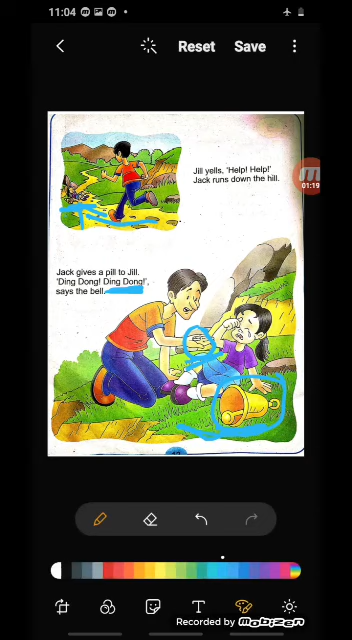 11:04
Reset Save
Jill yells, 'Help! Help!'
Jack runs down the hill.
01:19
Jack gives a pill to Jill.
'Ding Dong! Ding Dong!',
says the bell.
T
Recorded by mobizen